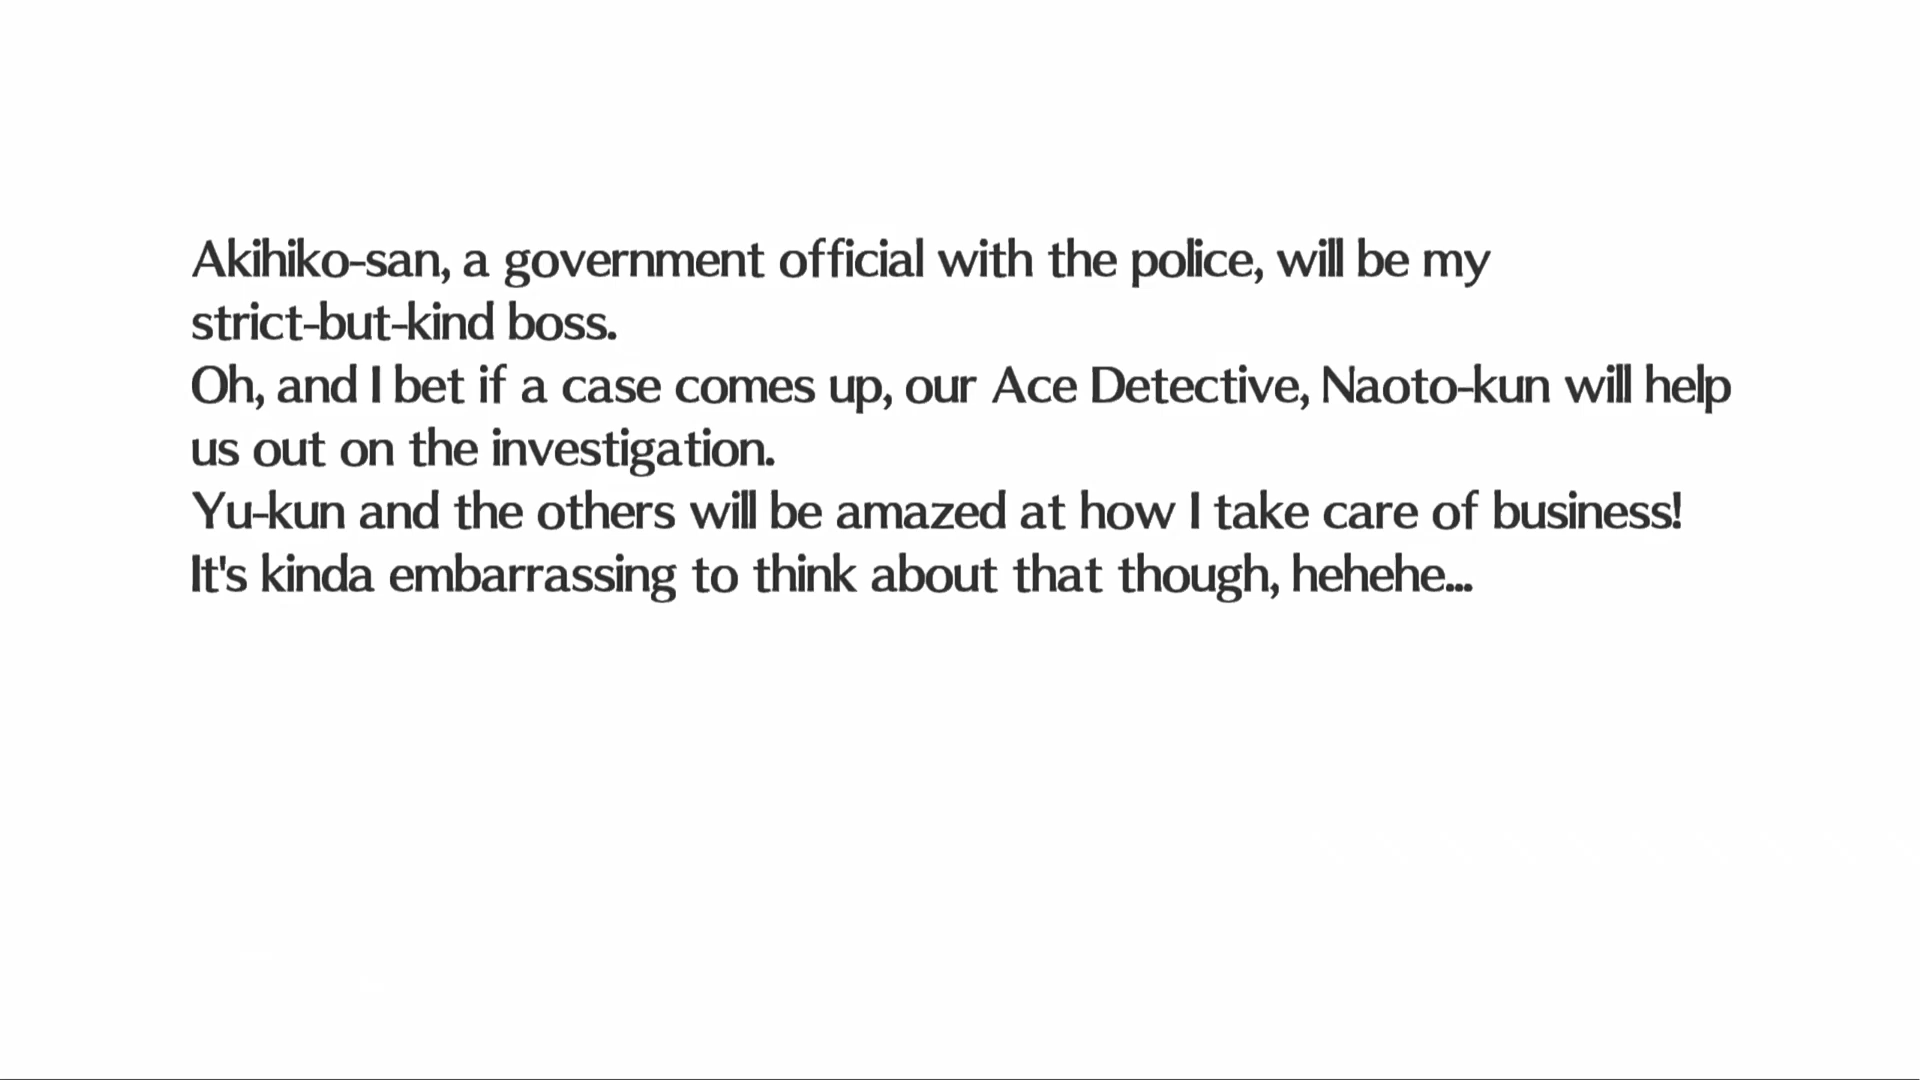 Akihiko-san, a government official with the police, will be my
strict-but-kind boss.
Oh, and I bet if a case comes up, our Ace Detective, Naoto-kun will help
us out on the investigation.
Yu-kun and the others will be amazed at how I take care of business!
It's kinda embarrassing to think about that though, hehehe...